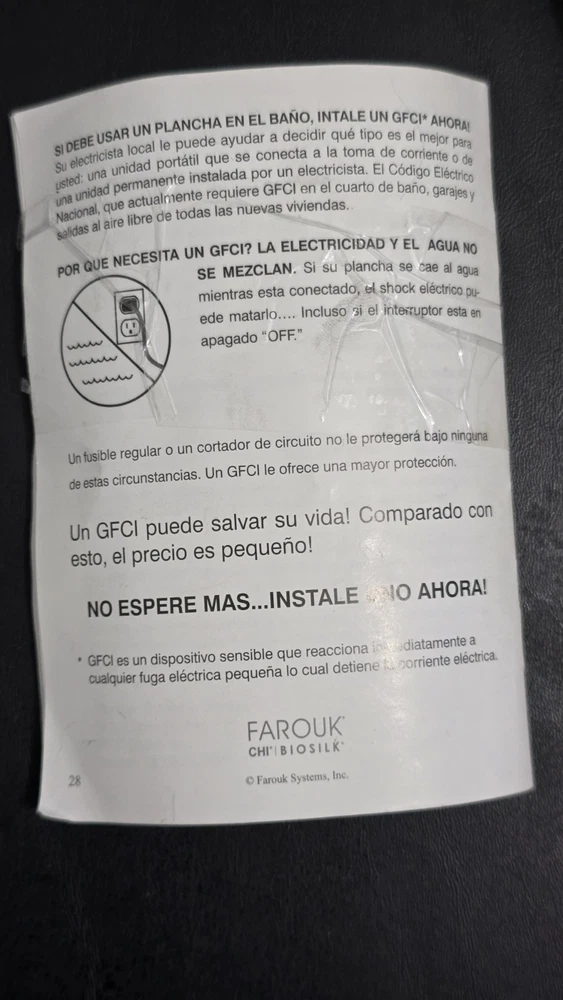 SI DEBE USAR UN PLANCHA EN EL BAÑO, INTALE UN GFCI* AHORA!
Su electricista local le puede ayudar a decidir qué tipo es el mejor para
usted: una unidad portátil que se conecta a la toma de corriente o de
una unidad permanente instalada por un electricista. El Código Eléctrico
Nacional, que actualmente requiere GFCI en el cuarto de baño, garajes y
salidas al aire libre de todas las nuevas viviendas.
POR QUE NECESITA UN GFCI? LA ELECTRICIDAD Y EL AGUA NO
SE MEZCLAN. Si su plancha se cae al agua
mientras esta conectado, el shock eléctrico pu-
ede matarlo.... Incluso si el interruptor esta en
apagado "OFF."
Un fusible regular o un cortador de circuito no le protegerá bajo ninguna
de estas circunstancias. Un GFCI le ofrece una mayor protección.
Un GFCI puede salvar su vida! Comparado con
esto, el precio es pequeño!
NO ESPERE MAS...INSTALE AHORA!
* GFCI es un dispositivo sensible que reacciona a
cualquier fuga eléctrica pequeña lo cual detiene corriente eléctrica.
FAROUK
CHI | BIOSILK
28
© Farouk Systems, Inc.